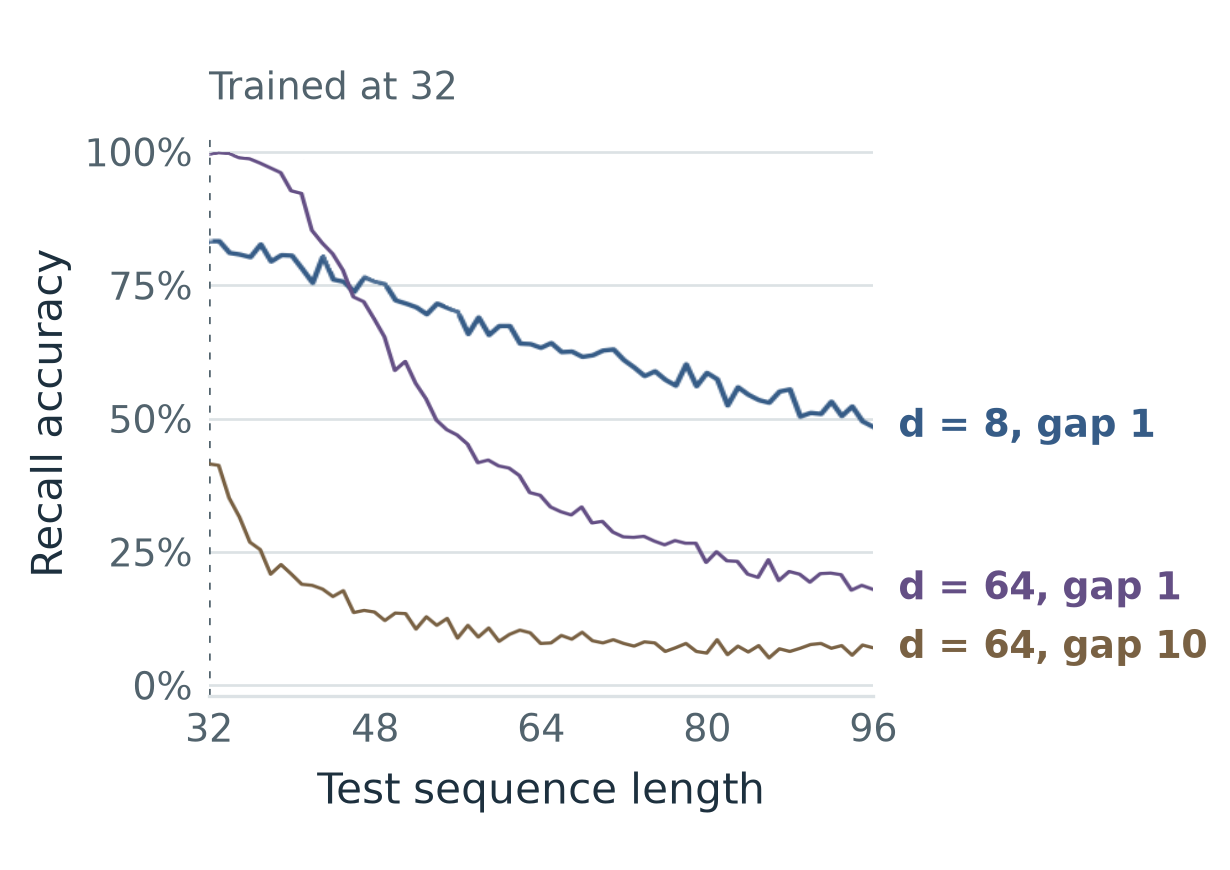 Trained at 32
100%
75%
50%
25%
0%
Recall accuracy
32 48 64 80 96
Test sequence length
d = 8, gap 1
d = 64, gap 1
d = 64, gap 10